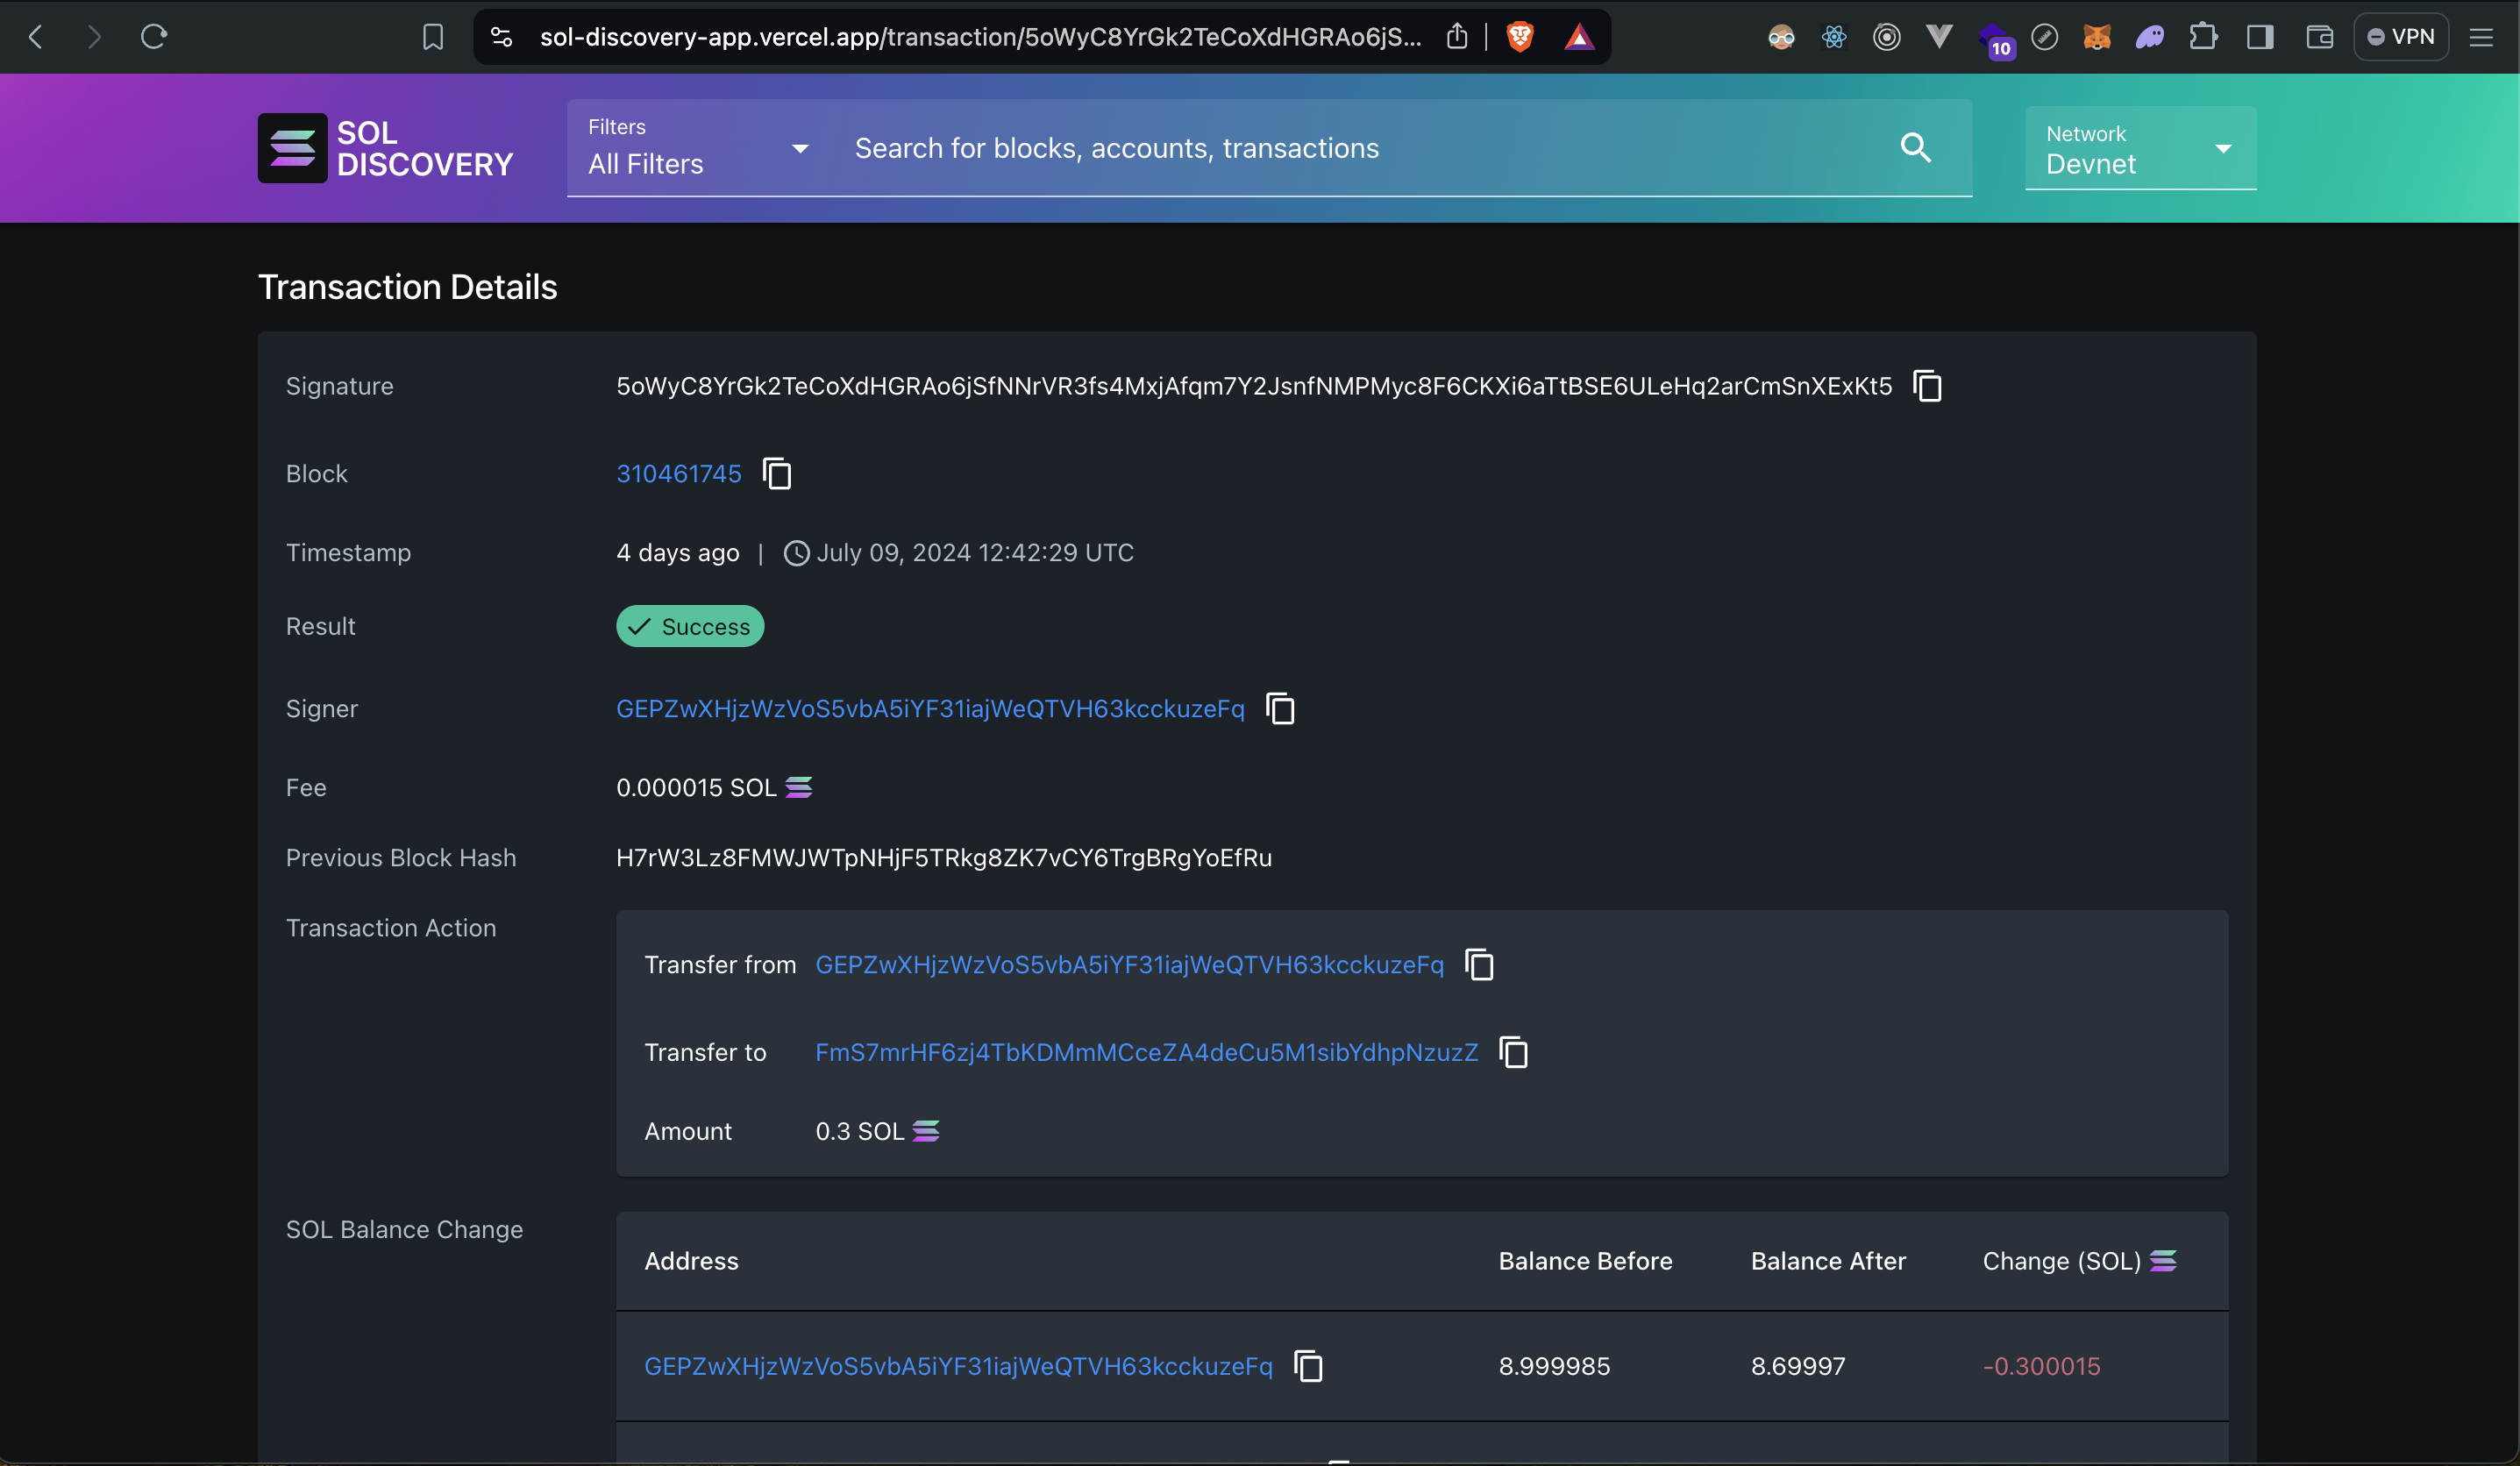 sol-discovery-app.vercel.app/transaction/5oWyC8YrGk2TeCoXdHGRAo6jS...
10
VPN
SOL
DISCOVERY
Filters
All Filters
Search for blocks, accounts, transactions
Network
Devnet
Transaction Details
Signature 5oWyC8YrGk2TeCoXdHGRAo6jSfNNrVR3fs4MxjAfqm7Y2JsnfNMPMyc8F6CKXi6aTtBSE6ULeHq2arCmSnXExKt5
Block 310461745
Timestamp 4 days ago | July 09, 2024 12:42:29 UTC
Result Success
Signer GEPZwXHjzWzVoS5vbA5iYF31iajWeQTVH63kcckuzeFq
Fee 0.000015 SOL
Previous Block Hash H7rW3Lz8FMWJWTpNHjF5TRkg8ZK7vCY6TrgBRgYoEfRu
Transaction Action
Transfer from GEPZwXHjzWzVoS5vbA5iYF31iajWeQTVH63kcckuzeFq
Transfer to FmS7mrHF6zj4TbKDMmMCceZA4deCu5M1sibYdhpNzuzZ
Amount 0.3 SOL
SOL Balance Change
Address Balance Before Balance After Change (SOL)
GEPZwXHjzWzVoS5vbA5iYF31iajWeQTVH63kcckuzeFq 8.999985 8.69997 -0.300015